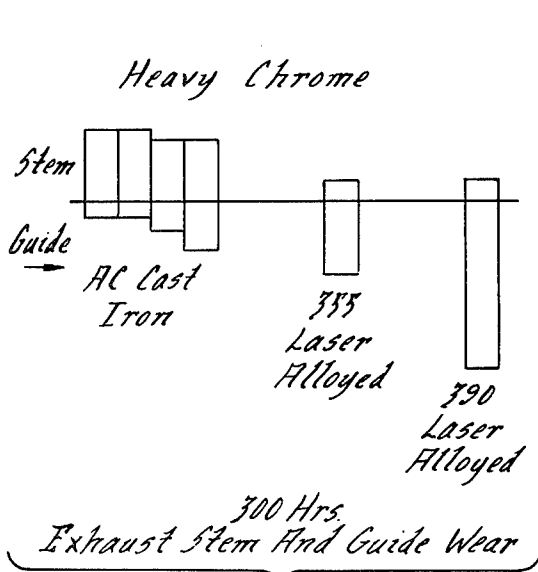 Heavy Chrome
Stem
Guide
AC Cast
Iron
355
Laser
Alloyed
390
Laser
Alloyed
300 Hrs.
Exhaust Stem And Guide Wear